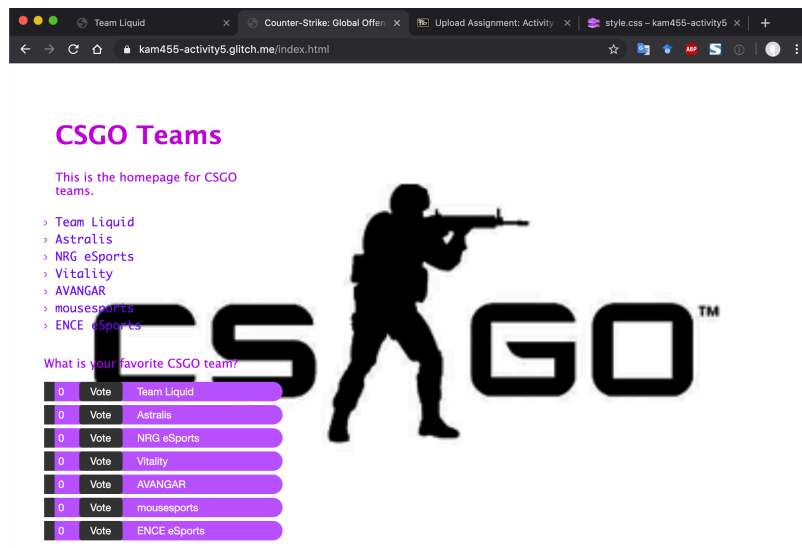 Team Liquid
Counter-Strike: Global Offen
Upload Assignment: Activity
style.css – kam455-activity5
kam455-activity5.glitch.me/index.html
ABP
CSGO Teams
This is the homepage for CSGO
teams.
Team Liquid
Astralis
NRG eSports
Vitality
AVANGAR
mousesports
ENCE eSports
CS GO ™
What is your favorite CSGO team?
0 Vote Team Liquid
0 Vote Astralis
0 Vote NRG eSports
0 Vote Vitality
0 Vote AVANGAR
0 Vote mousesports
0 Vote ENCE eSports